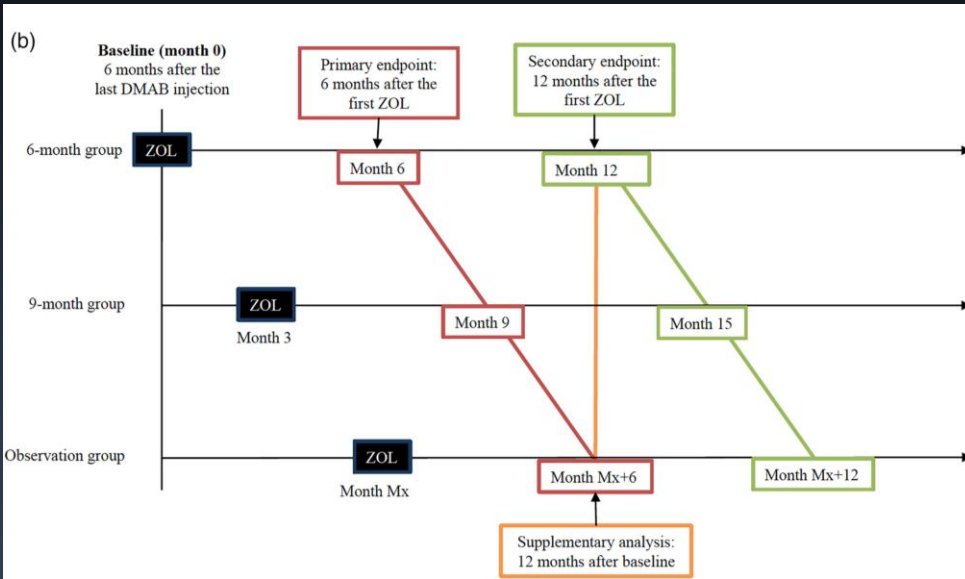 (b)
Baseline (month 0)
6 months after the
last DMAB injection
Primary endpoint:
6 months after the
first ZOL
Secondary endpoint:
12 months after the
first ZOL
6-month group
ZOL
Month 6
Month 12
9-month group
ZOL
Month 3
Month 9
Month 15
Observation group
ZOL
Month Mx
Month Mx+6
Month Mx+12
Supplementary analysis:
12 months after baseline